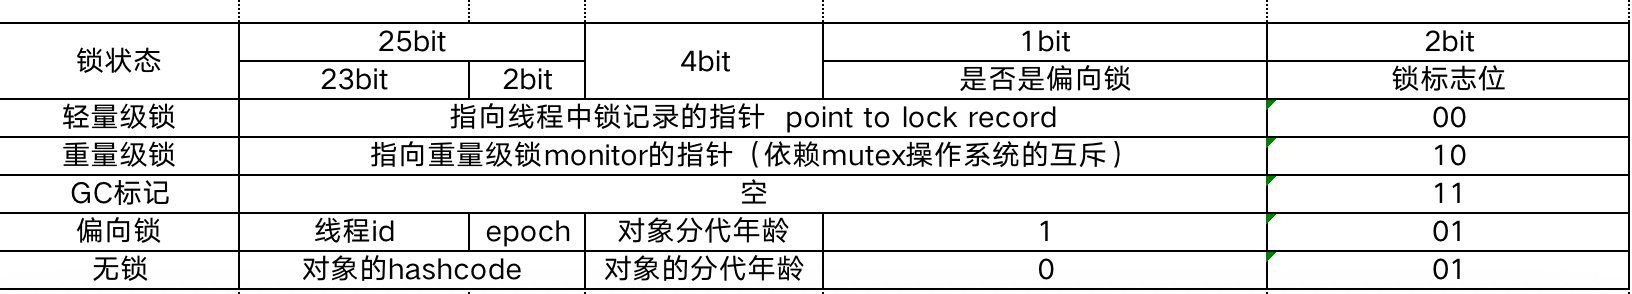 锁状态 25bit 4bit 1bit 2bit
23bit 2bit 是否是偏向锁 锁标志位
轻量级锁 指向线程中锁记录的指针 point to lock record 00
重量级锁 指向重量级锁monitor的指针（依赖mutex操作系统的互斥） 10
GC标记 空 11
偏向锁 线程id epoch 对象分代年龄 1 01
无锁 对象的hashcode 对象的分代年龄 0 01